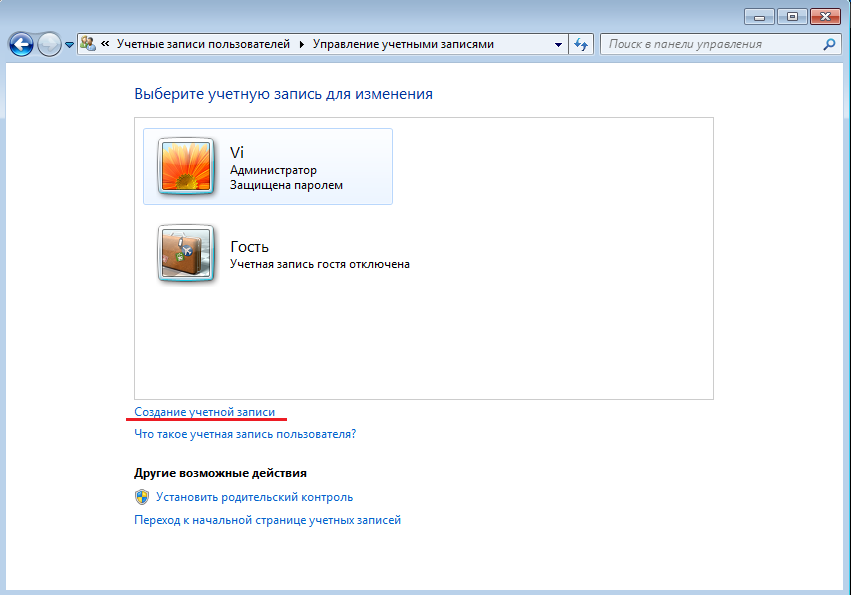 « Учетные записи пользователей ▸ Управление учетными записями
Поиск в панели управления
Выберите учетную запись для изменения
Vi
Администратор
Защищена паролем
Гость
Учетная запись гостя отключена
Создание учетной записи
Что такое учетная запись пользователя?
Другие возможные действия
Установить родительский контроль
Переход к начальной странице учетных записей